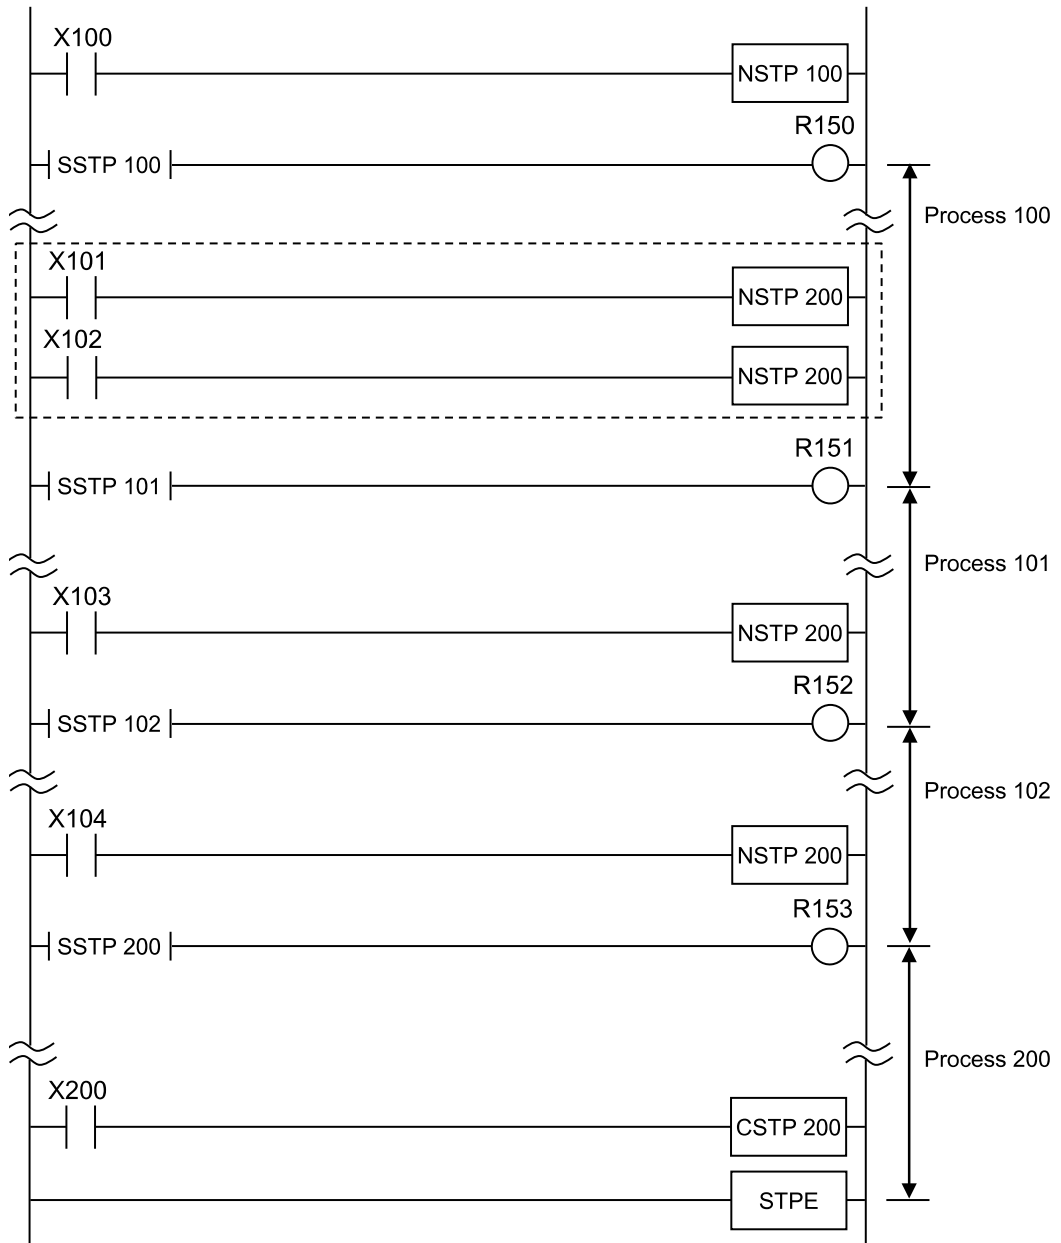 X100
NSTP 100
R150
SSTP 100
Process 100
X101
NSTP 200
X102
NSTP 200
R151
SSTP 101
Process 101
X103
NSTP 200
R152
SSTP 102
Process 102
X104
NSTP 200
R153
SSTP 200
Process 200
X200
CSTP 200
STPE